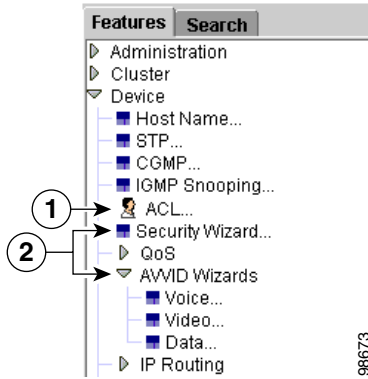 Features Search
Administration
Cluster
Device
Host Name...
STP...
CGMP...
IGMP Snooping...
1 ACL...
2 Security Wizard...
QoS
AVVID Wizards
Voice...
Video...
Data...
IP Routing
98673